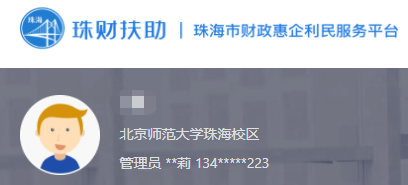 珠海
珠财扶助 | 珠海市财政惠企利民服务平台
北京师范大学珠海校区
管理员 **莉 134*****223